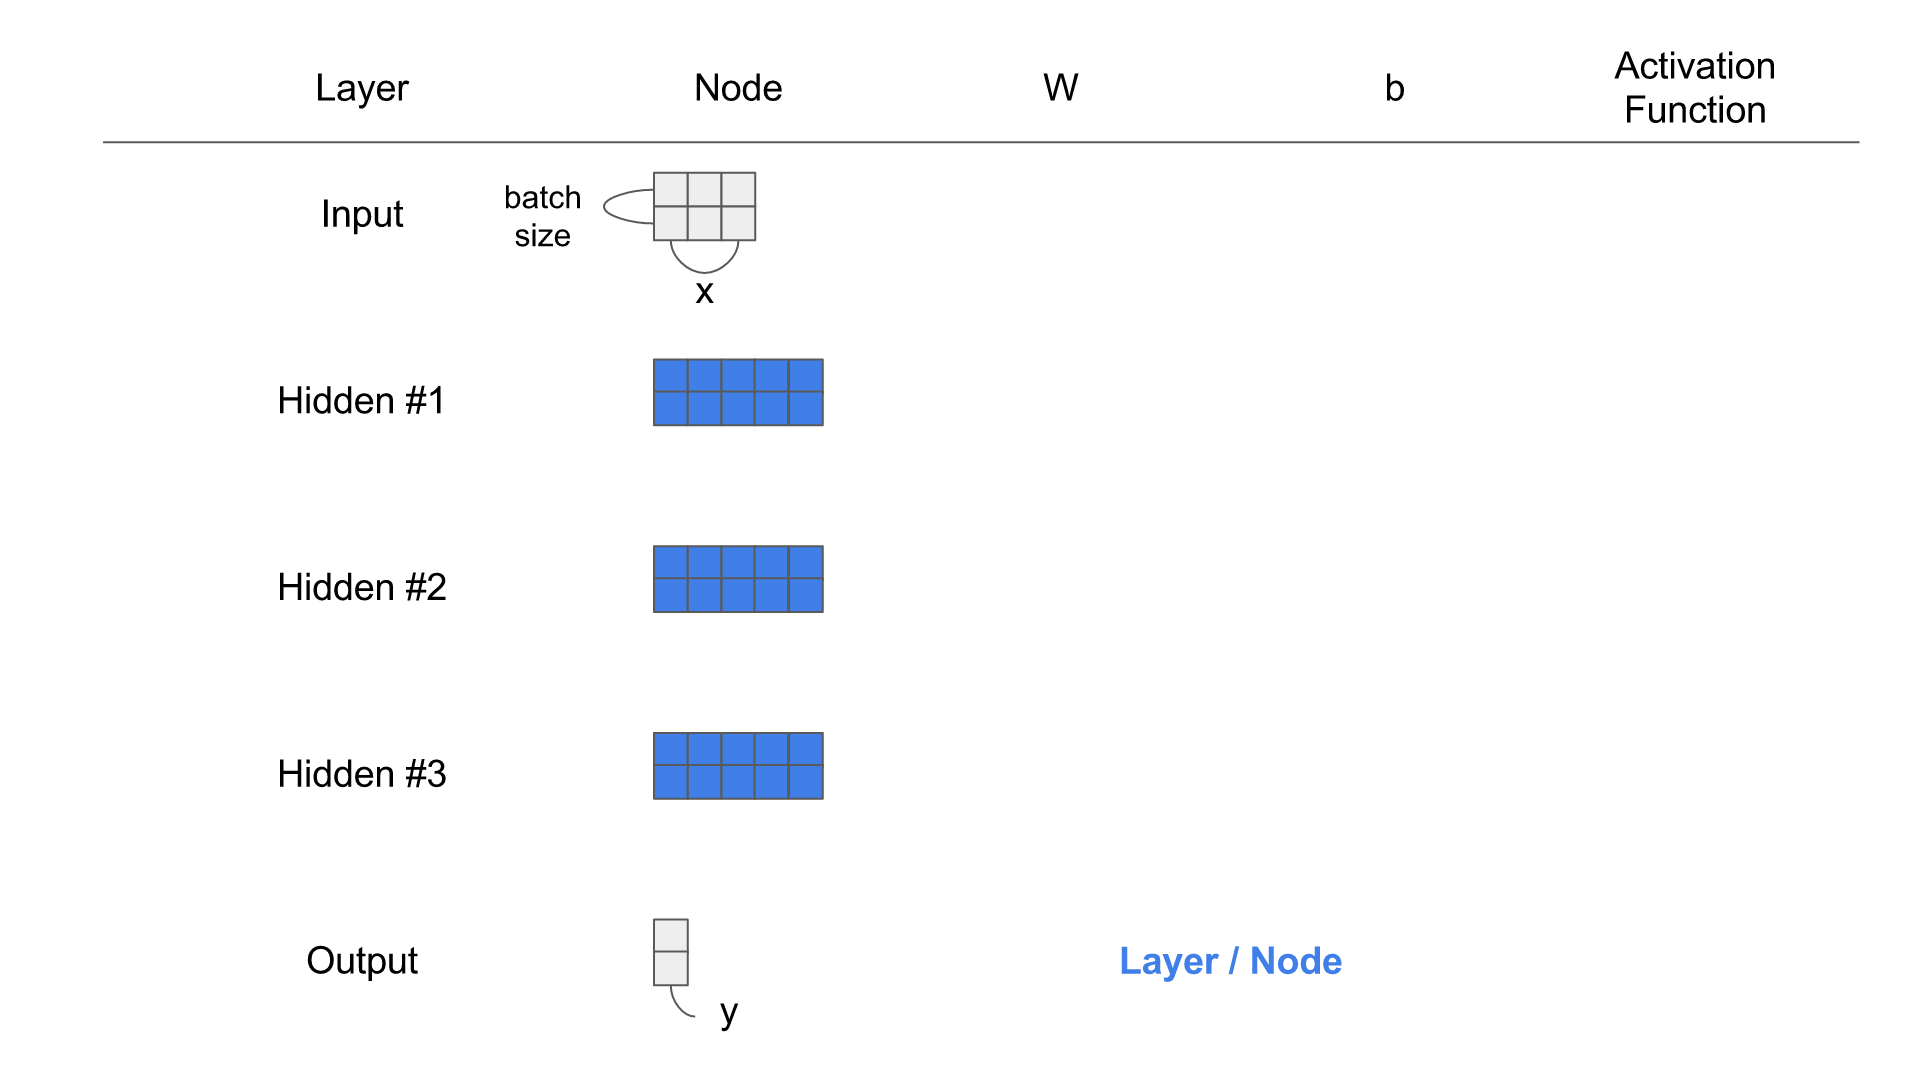 Layer
Node
W
b
Activation
Function
Input
batch
size
x
Hidden #1
Hidden #2
Hidden #3
Output
y
Layer / Node